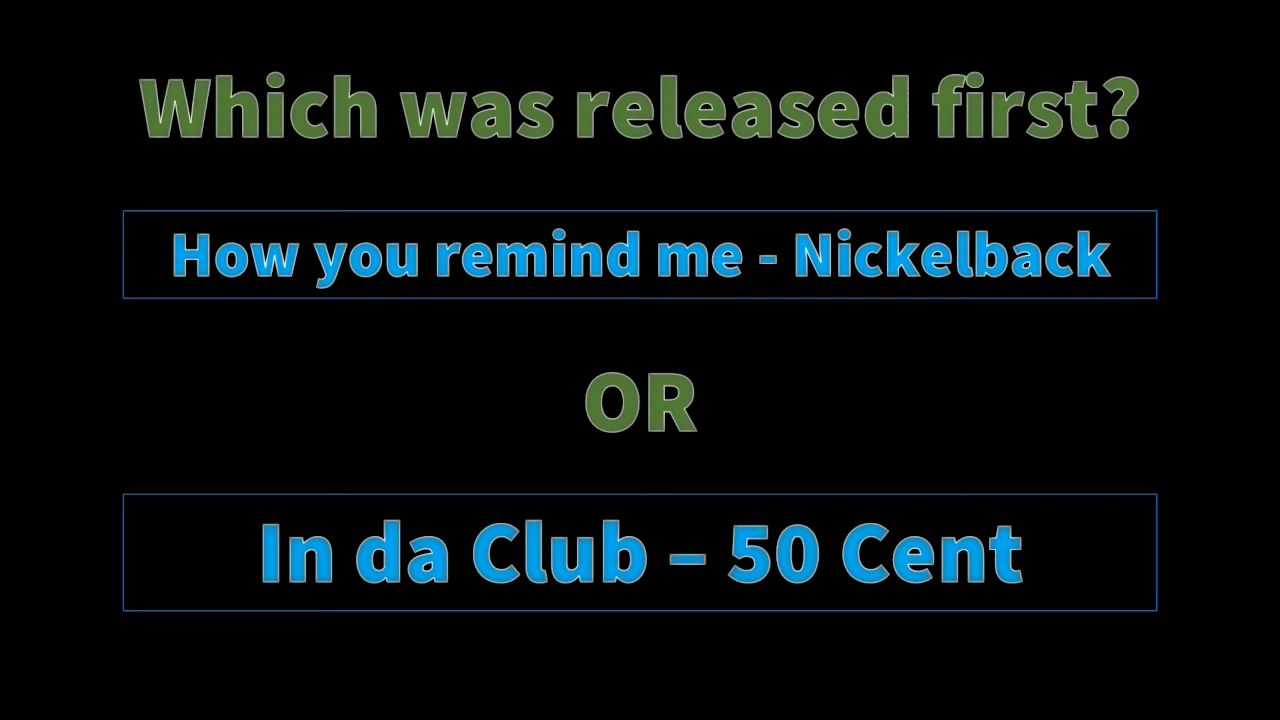 Which was released first?
How you remind me - Nickelback
OR
In da Club – 50 Cent